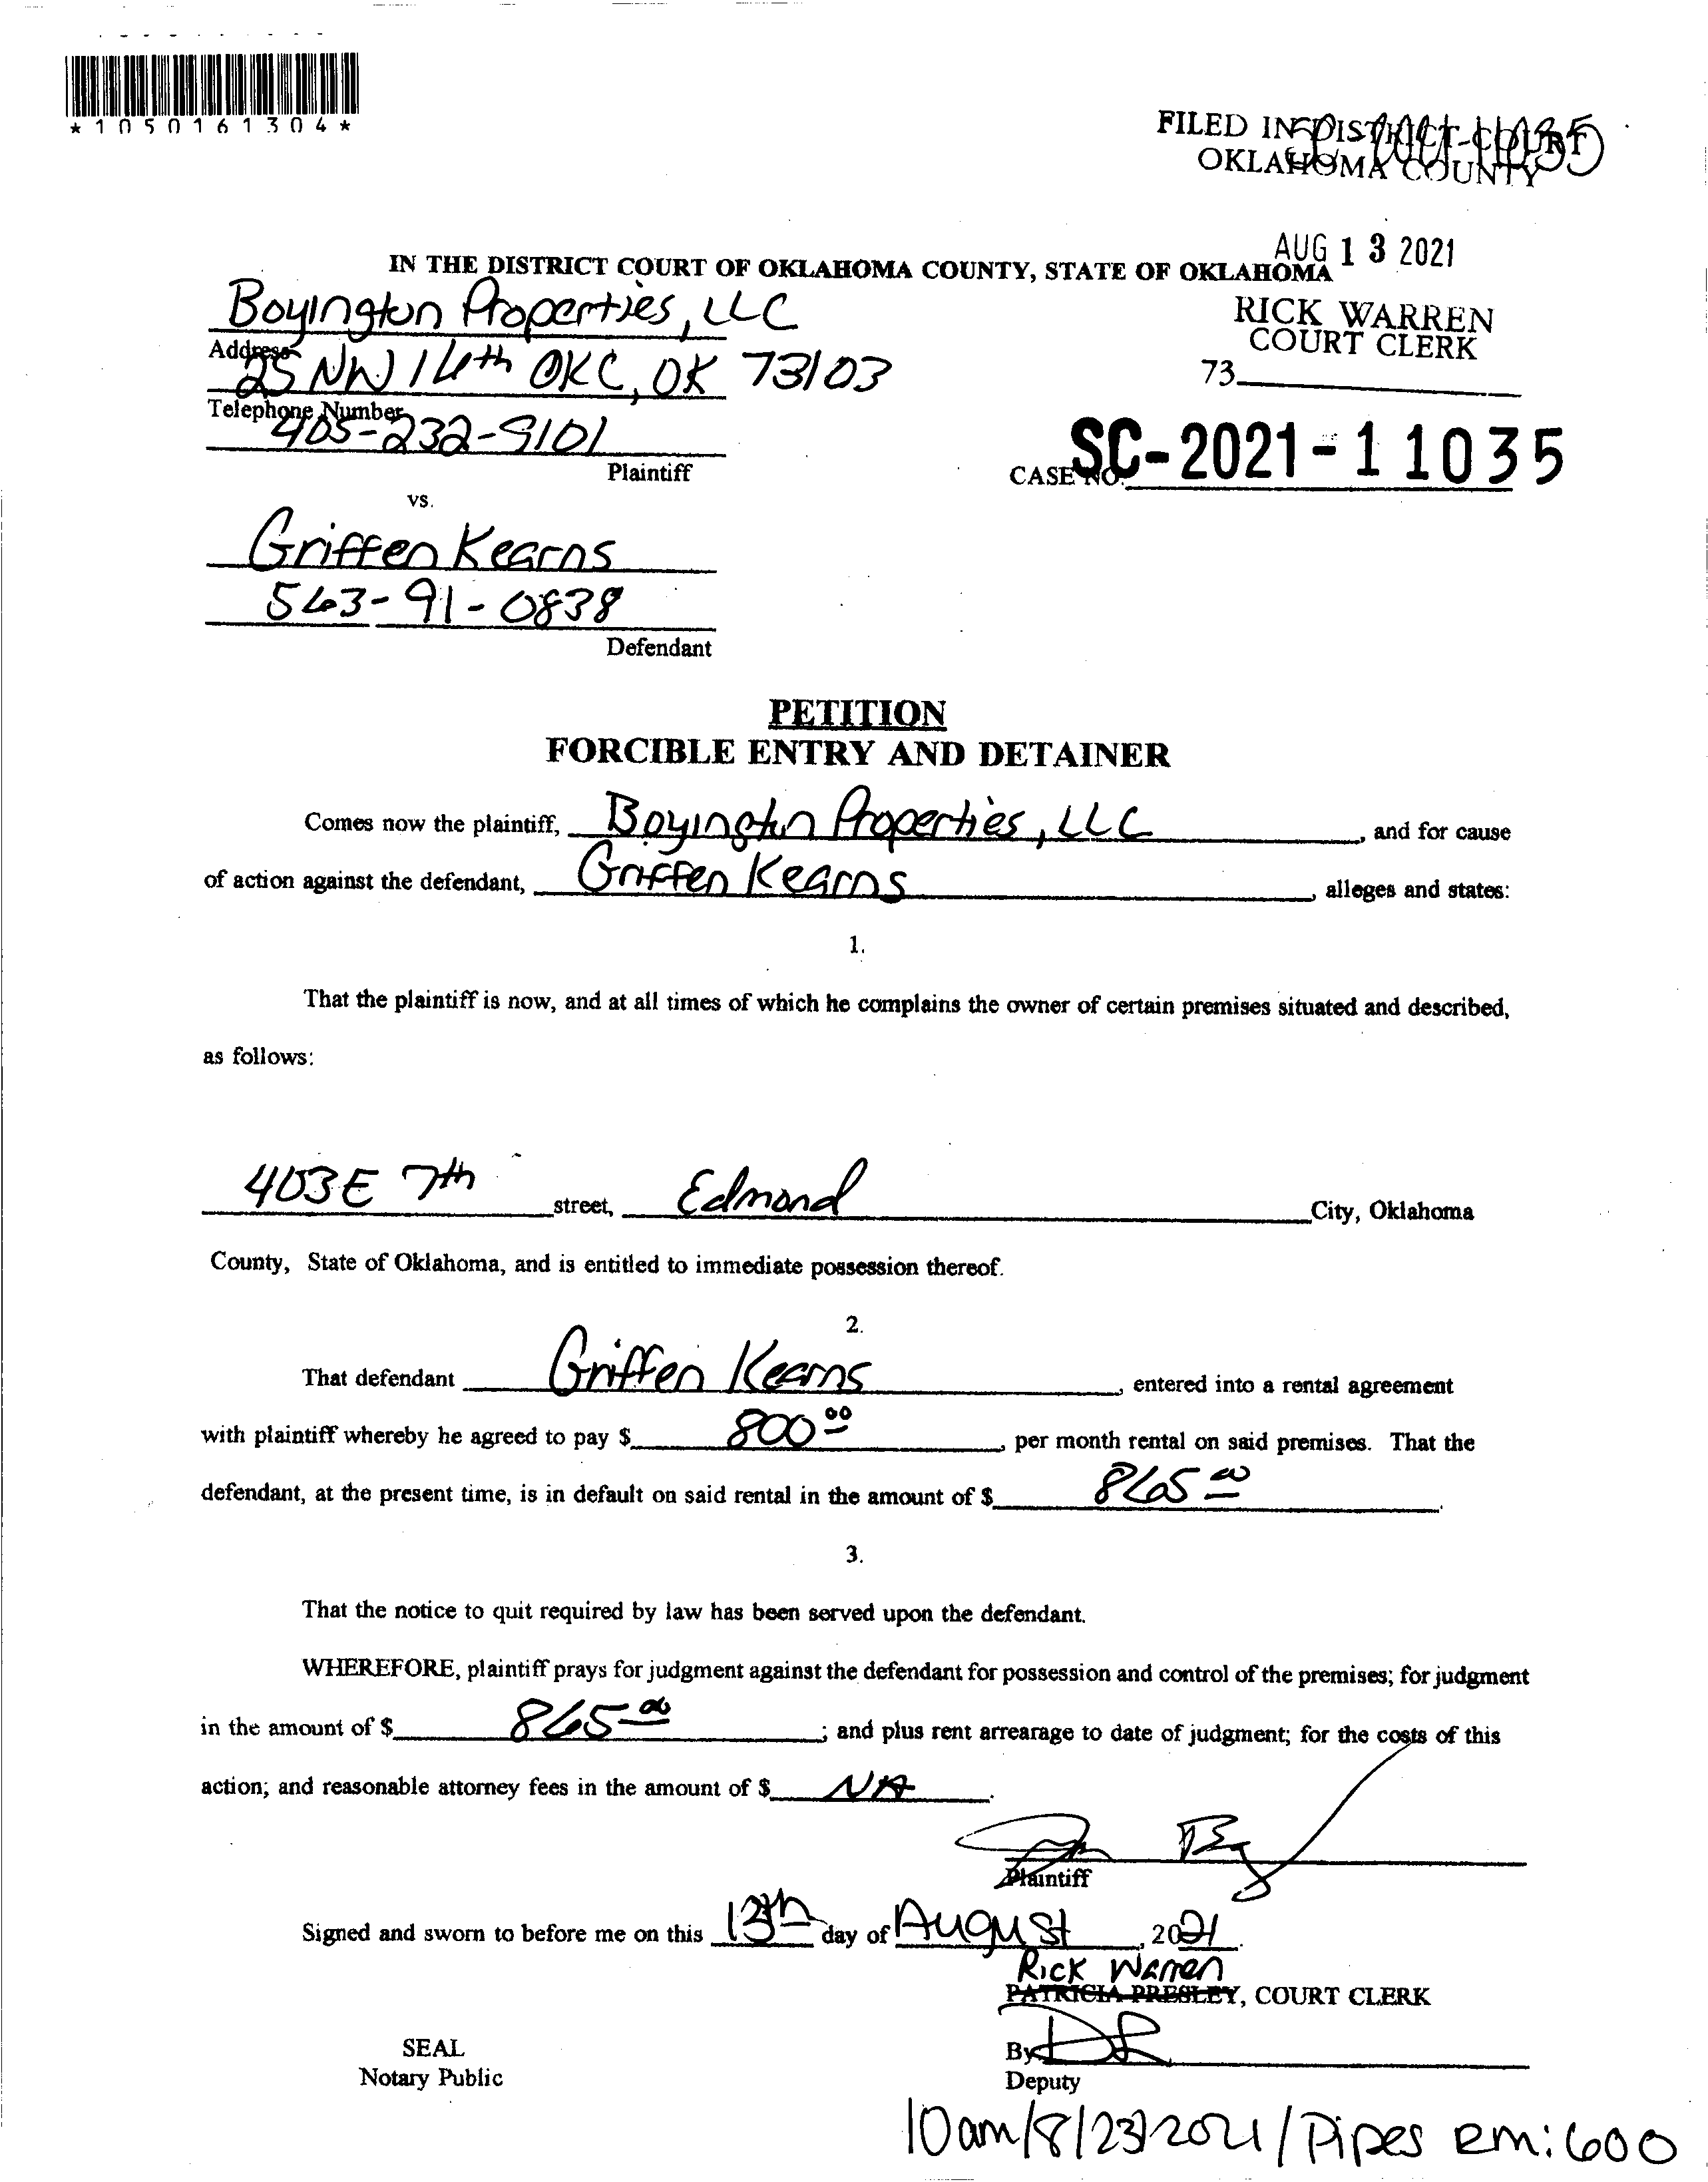 *1050161304*
FILED IN DISTRICT COURT
OKLAHOMA COUNTY
AUG 13 2021
IN THE DISTRICT COURT OF OKLAHOMA COUNTY, STATE OF OKLAHOMA
Boyington Properties, LLC
RICK WARREN
COURT CLERK
Address
25 NW 16th OKC, OK 73103
73
Telephone Number
405-232-9101
Plaintiff
CASE NO. SC-2021-11035
vs.
Griffen Kearns
563-91-0838
Defendant
PETITION
FORCIBLE ENTRY AND DETAINER
Comes now the plaintiff, Boyington Properties, LLC, and for cause
of action against the defendant, Griffen Kearns, alleges and states:
1.
That the plaintiff is now, and at all times of which he complains the owner of certain premises situated and described,
as follows:
403 E 7th street, Edmond City, Oklahoma
County, State of Oklahoma, and is entitled to immediate possession thereof.
2.
That defendant Griffen Kearns, entered into a rental agreement
with plaintiff whereby he agreed to pay $ 800 00, per month rental on said premises. That the
defendant, at the present time, is in default on said rental in the amount of $ 865 00.
3.
That the notice to quit required by law has been served upon the defendant.
WHEREFORE, plaintiff prays for judgment against the defendant for possession and control of the premises; for judgment
in the amount of $ 865 00; and plus rent arrearage to date of judgment; for the costs of this
action; and reasonable attorney fees in the amount of $ NA.
Plaintiff
Signed and sworn to before me on this 13th day of August, 2021.
Rick Warren
PATRICIA PRESLEY, COURT CLERK
SEAL
By
Notary Public
Deputy
10am/8/23/2021/Pipes rm:600